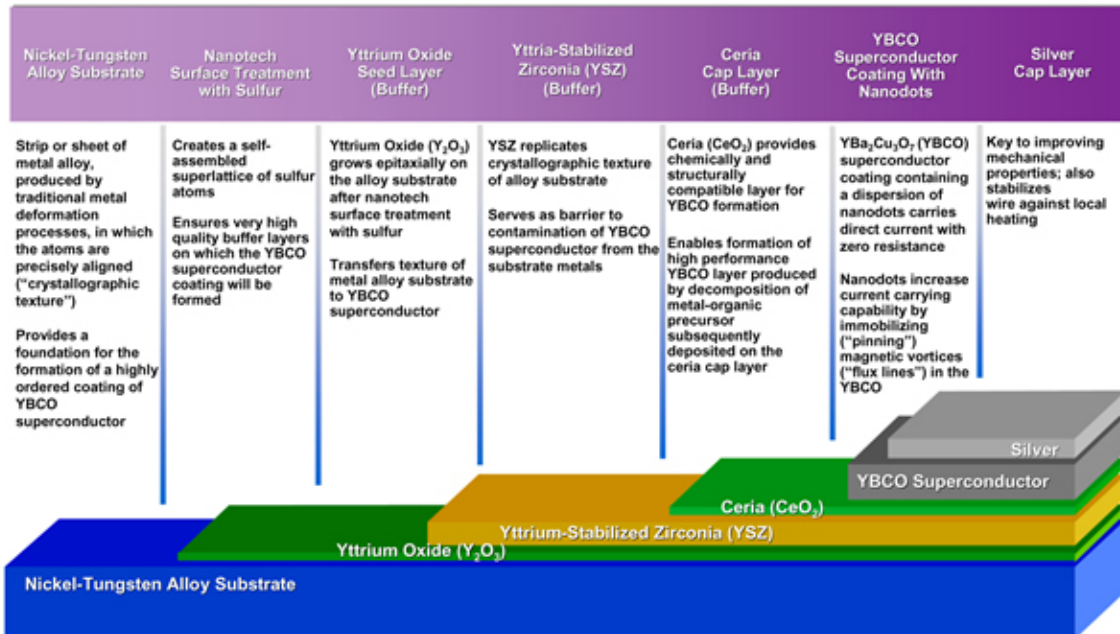 Nickel-Tungsten
Alloy Substrate
Nanotech
Surface Treatment
with Sulfur
Yttrium Oxide
Seed Layer
(Buffer)
Yttria-Stabilized
Zirconia (YSZ)
(Buffer)
Ceria
Cap Layer
(Buffer)
YBCO
Superconductor
Coating With
Nanodots
Silver
Cap Layer
Strip or sheet of
metal alloy,
produced by
traditional metal
deformation
processes, in which
the atoms are
precisely aligned
("crystallographic
texture")
Provides a
foundation for the
formation of a highly
ordered coating of
YBCO
superconductor
Creates a self-
assembled
superlattice of sulfur
atoms
Ensures very high
quality buffer layers
on which the YBCO
superconductor
coating will be
formed
Yttrium Oxide (Y₂O₃)
grows epitaxially on
the alloy substrate
after nanotech
surface treatment
with sulfur
Transfers texture of
metal alloy substrate
to YBCO
superconductor
YSZ replicates
crystallographic texture
of alloy substrate
Serves as barrier to
contamination of YBCO
superconductor from the
substrate metals
Ceria (CeO₂) provides
chemically and
structurally
compatible layer for
YBCO formation
Enables formation of
high performance
YBCO layer produced
by decomposition of
metal-organic
precursor
subsequently
deposited on the
ceria cap layer
YBa₂Cu₃O₇ (YBCO)
superconductor
coating containing
a dispersion of
nanodots carries
direct current with
zero resistance
Nanodots increase
current carrying
capability by
immobilizing
("pinning")
magnetic vortices
("flux lines") in the
YBCO
Key to improving
mechanical
properties; also
stabilizes
wire against local
heating
Silver
YBCO Superconductor
Ceria (CeO₂)
Yttrium-Stabilized Zirconia (YSZ)
Yttrium Oxide (Y₂O₃)
Nickel-Tungsten Alloy Substrate